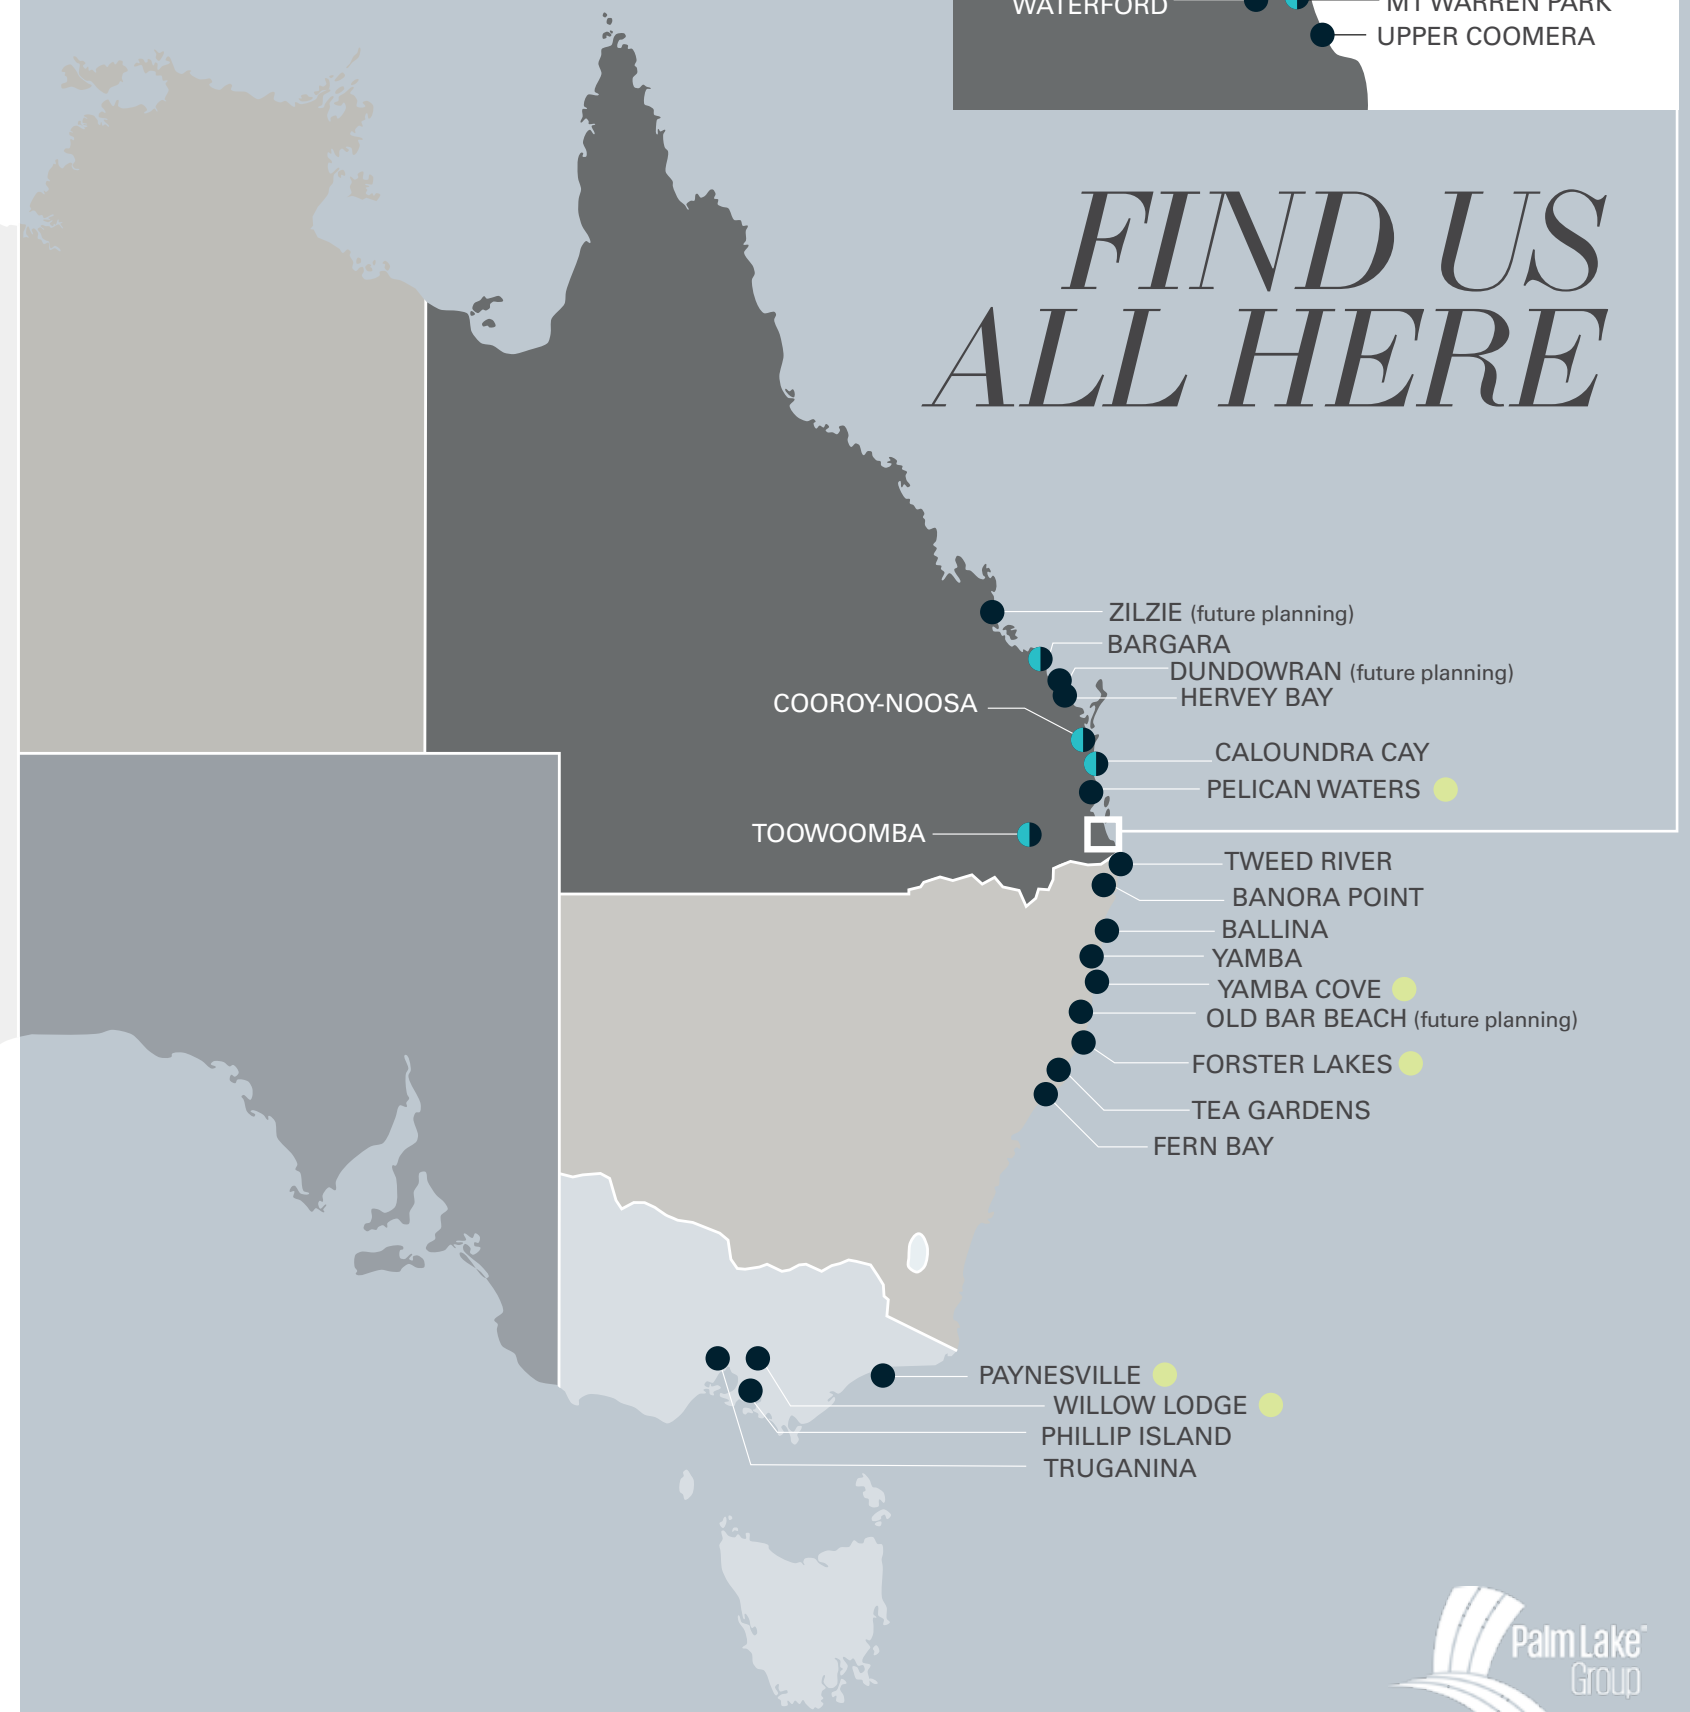 WATERFORD
MT WARREN PARK
UPPER COOMERA
FIND US
ALL HERE
ZILZIE (future planning)
BARGARA
DUNDOWRAN (future planning)
HERVEY BAY
COOROY-NOOSA
CALOUNDRA CAY
PELICAN WATERS
TOOWOOMBA
TWEED RIVER
BANORA POINT
BALLINA
YAMBA
YAMBA COVE
OLD BAR BEACH (future planning)
FORSTER LAKES
TEA GARDENS
FERN BAY
PAYNESVILLE
WILLOW LODGE
PHILLIP ISLAND
TRUGANINA
Palm Lake
Group